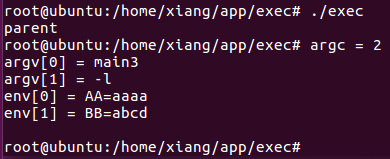 root@ubuntu:/home/xiang/app/exec# ./exec
parent
root@ubuntu:/home/xiang/app/exec# argc = 2
argv[0] = main3
argv[1] = -l
env[0] = AA=aaaa
env[1] = BB=abcd
root@ubuntu:/home/xiang/app/exec#